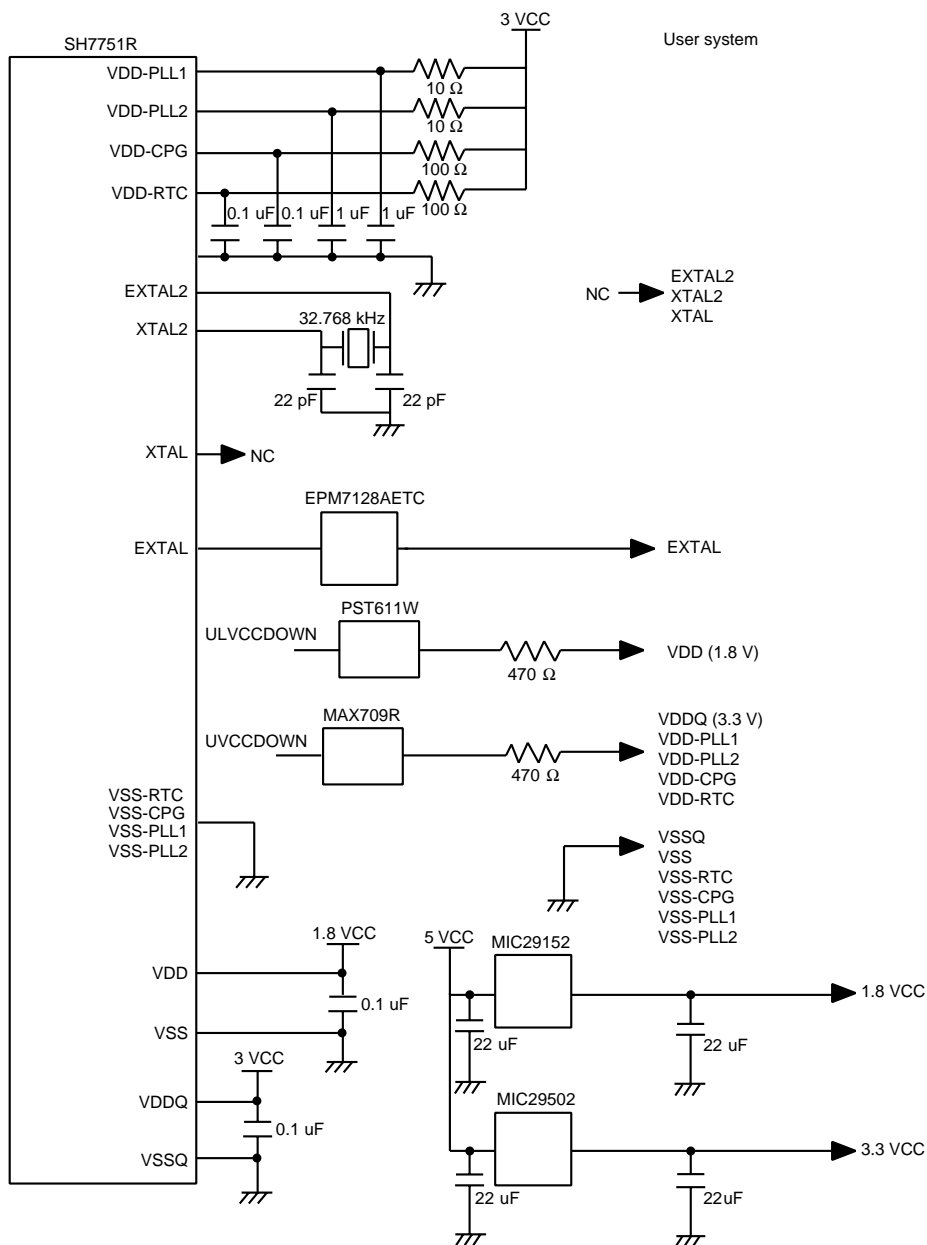 3 VCC
SH7751R
User system
VDD-PLL1
10 Ω
VDD-PLL2
10 Ω
VDD-CPG
100 Ω
VDD-RTC
100 Ω
0.1 uF
0.1 uF
1 uF
1 uF
EXTAL2
NC
EXTAL2
XTAL2
XTAL
32.768 kHz
XTAL2
22 pF
22 pF
XTAL
NC
EPM7128AETC
EXTAL
EXTAL
PST611W
ULVCCDOWN
VDD (1.8 V)
470 Ω
MAX709R
UVCCDOWN
470 Ω
VDDQ (3.3 V)
VDD-PLL1
VDD-PLL2
VDD-CPG
VDD-RTC
VSS-RTC
VSS-CPG
VSS-PLL1
VSS-PLL2
VSSQ
VSS
VSS-RTC
VSS-CPG
VSS-PLL1
VSS-PLL2
1.8 VCC
5 VCC
MIC29152
VDD
0.1 uF
1.8 VCC
VSS
22 uF
22 uF
3 VCC
MIC29502
VDDQ
0.1 uF
3.3 VCC
VSSQ
22 uF
22uF